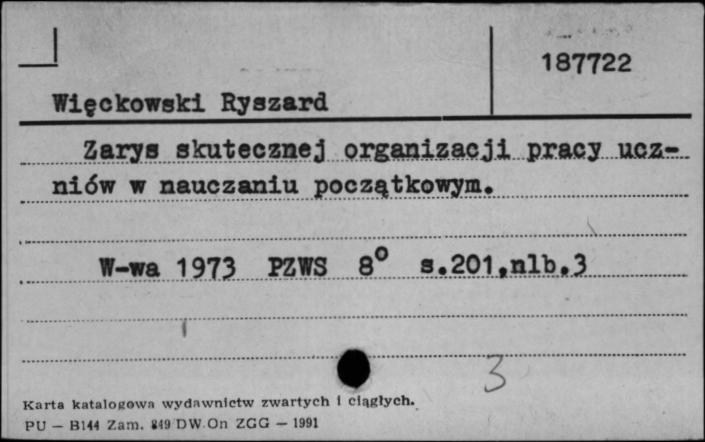 187722
Więckowski Ryszard
Zarys skutecznej organizacji pracy ucz-
niów w nauczaniu początkowym.
W-wa 1973 PZWS 8° s.201,nlb.3
3
Karta katalogowa wydawnictw zwartych i ciągłych.
PU — B144 Zam. 849 DW.On ZGG — 1991